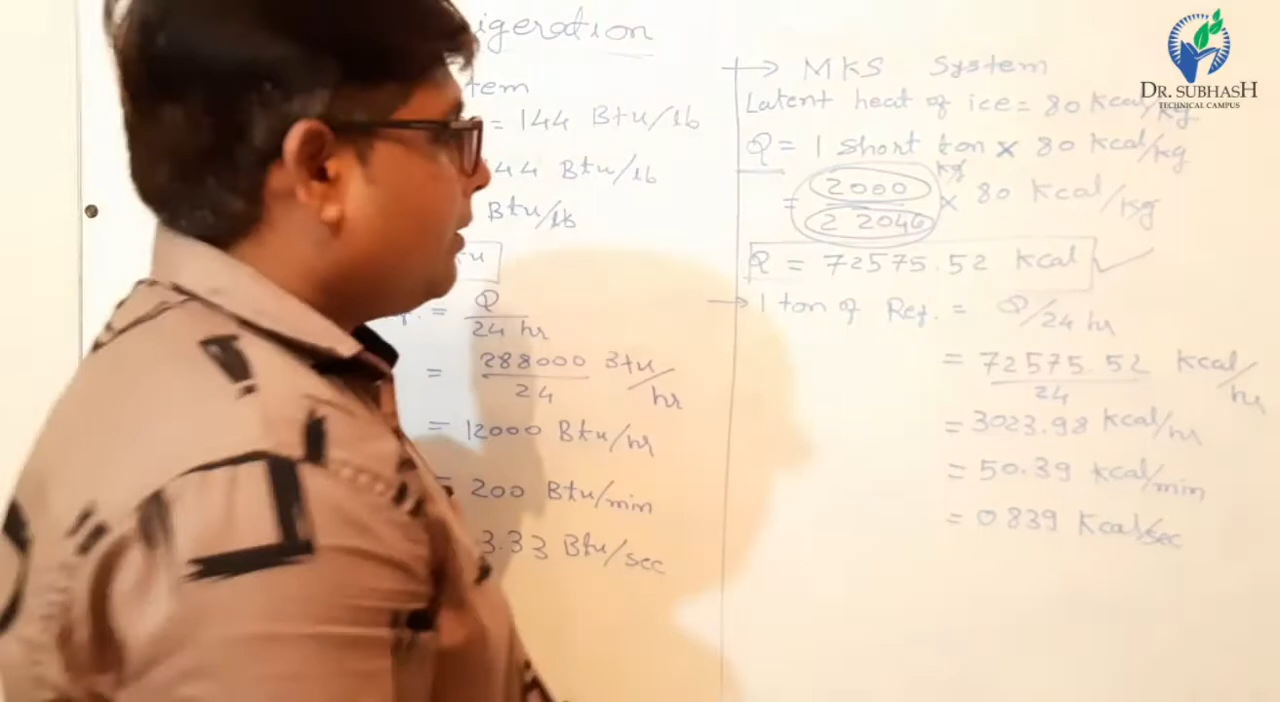 igeration
tem
= 144 Btu/lb
44 Btu/lb
Btu/lb
= Q
24 hr
= 288000 Btu/hr
24
= 12000 Btu/hr
= 200 Btu/min
3.33 Btu/sec
→ MKS System
Latent heat of ice = 80 Kcal/kg
Q = 1 short ton × 80 Kcal/kg
= 2000 kg × 80 Kcal/kg
2 2046
Q = 72575.52 Kcal
→ 1 ton of Ref. = Q/24 hr
= 72575.52 Kcal/hr
24
= 3023.98 Kcal/hr
= 50.39 Kcal/min
= 0 839 Kcal/sec
DR. SUBHASH
TECHNICAL CAMPUS